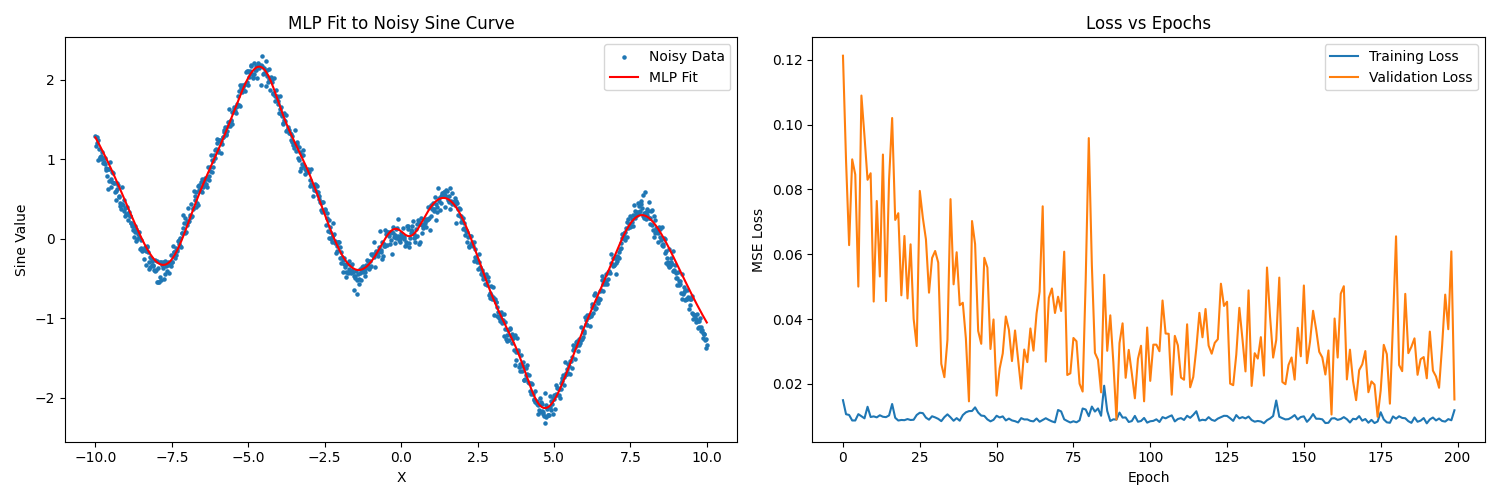 MLP Fit to Noisy Sine Curve
Noisy Data
MLP Fit
Sine Value
2
1
0
−1
−2
−10.0 −7.5 −5.0 −2.5 0.0 2.5 5.0 7.5 10.0
X
Loss vs Epochs
Training Loss
Validation Loss
MSE Loss
0.12
0.10
0.08
0.06
0.04
0.02
0 25 50 75 100 125 150 175 200
Epoch